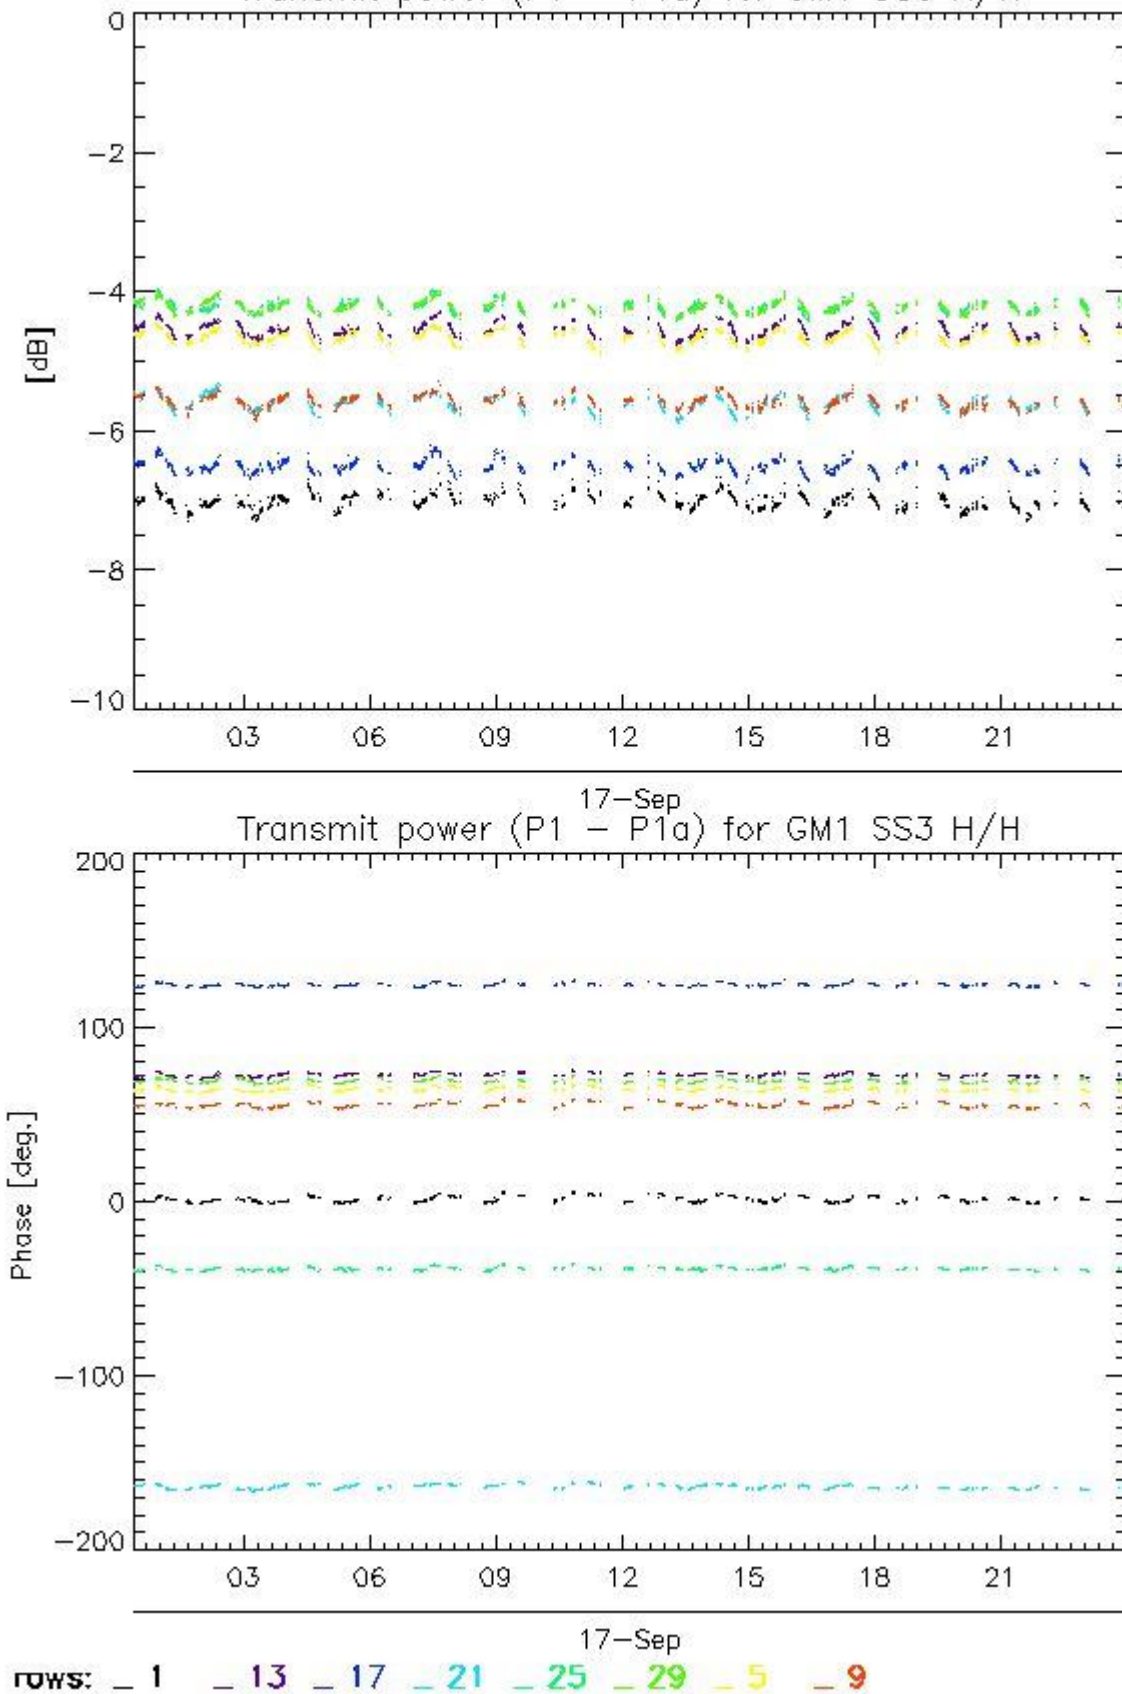 0
−2
−4
[dB]
−6
−8
−10
03 06 09 12 15 18 21
17−Sep
Transmit power (P1 − P1a) for GM1 SS3 H/H
200
100
Phase [deg.]
0
−100
−200
03 06 09 12 15 18 21
17−Sep
rows: _ 1 _ 13 _ 17 _ 21 _ 25 _ 29 _ 5 _ 9